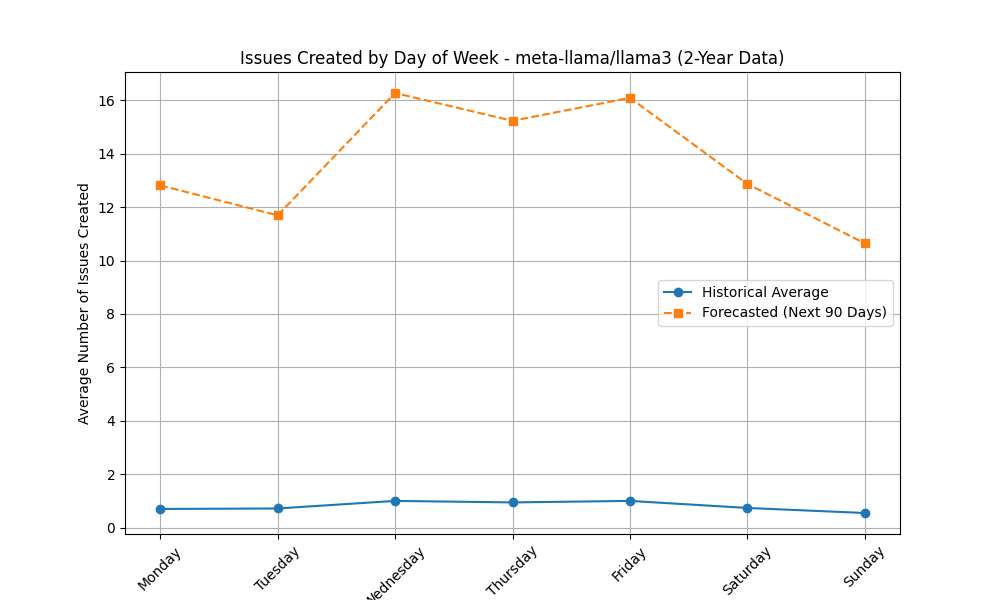 Issues Created by Day of Week - meta-llama/llama3 (2-Year Data)
Average Number of Issues Created
16
14
12
10
8
6
4
2
0
Historical Average
Forecasted (Next 90 Days)
Monday
Tuesday
Wednesday
Thursday
Friday
Saturday
Sunday